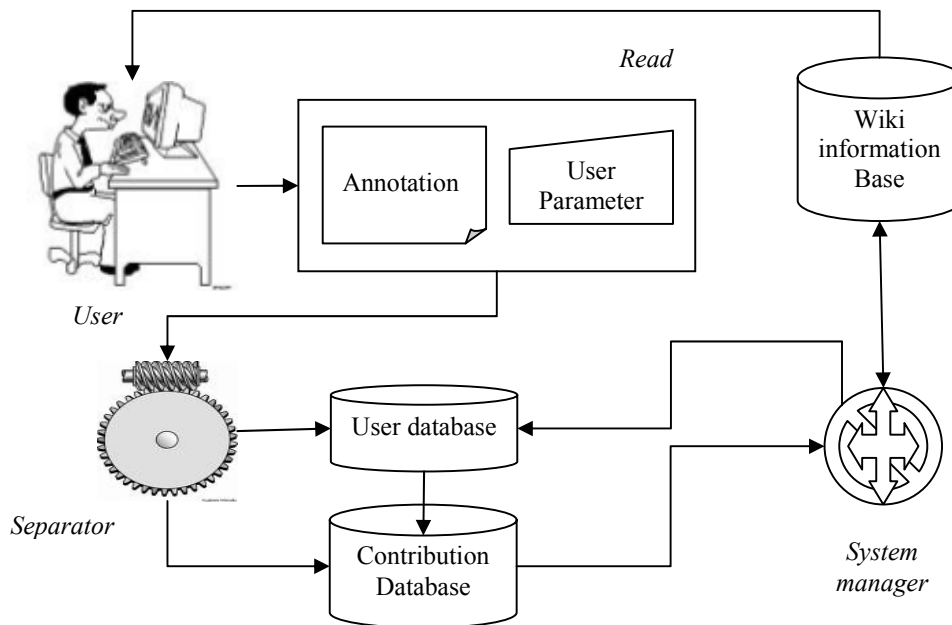 Read
Wiki
information
Base
Annotation
User
Parameter
User
User database
Separator
Contribution
Database
System
manager